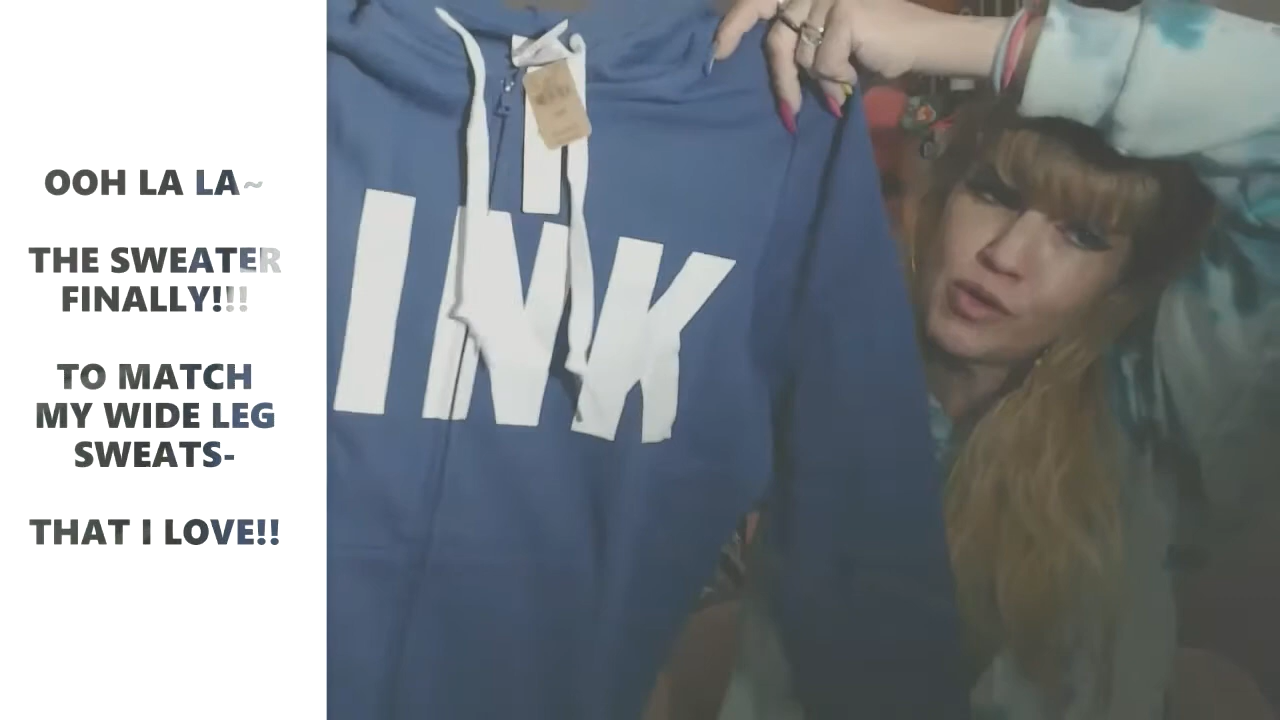 OOH LA LA~
THE SWEATER
FINALLY!!!
TO MATCH
MY WIDE LEG
SWEATS-
THAT I LOVE!!
INK